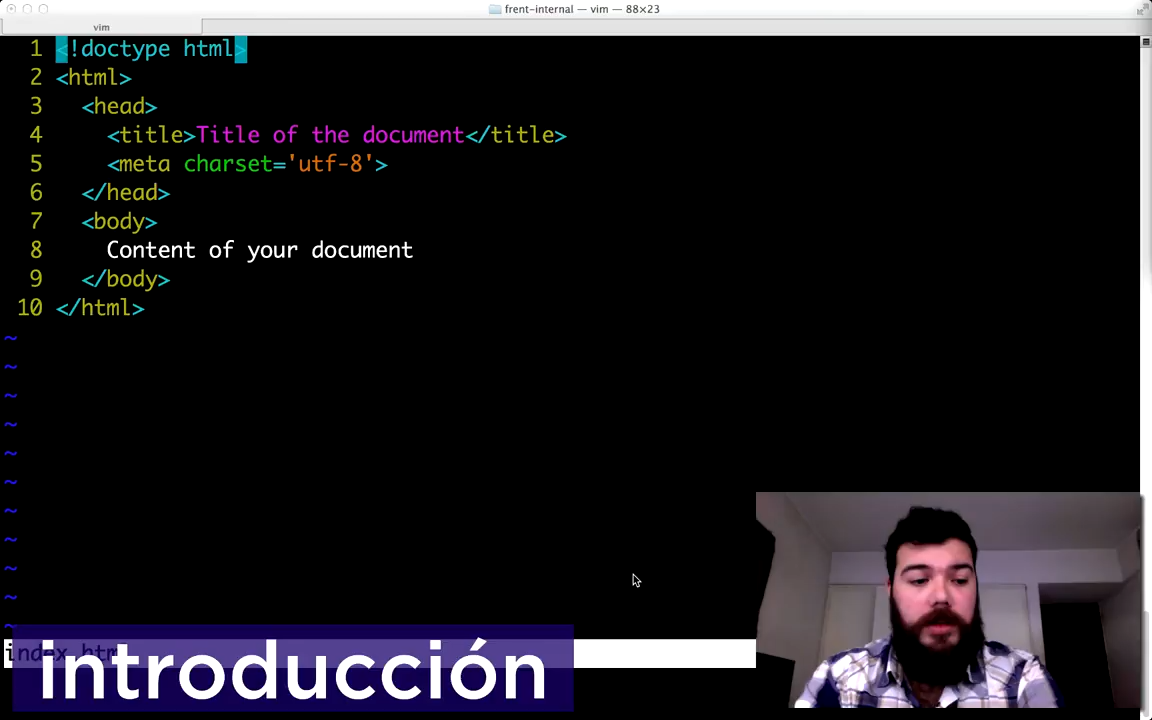 frent-internal — vim — 88×23
vim
1 <!doctype html>
2 <html>
3 <head>
4 <title>Title of the document</title>
5 <meta charset='utf-8'>
6 </head>
7 <body>
8 Content of your document
9 </body>
10 </html>
~
~
~
~
~
~
~
~
~
~
~
index.htm
introducción